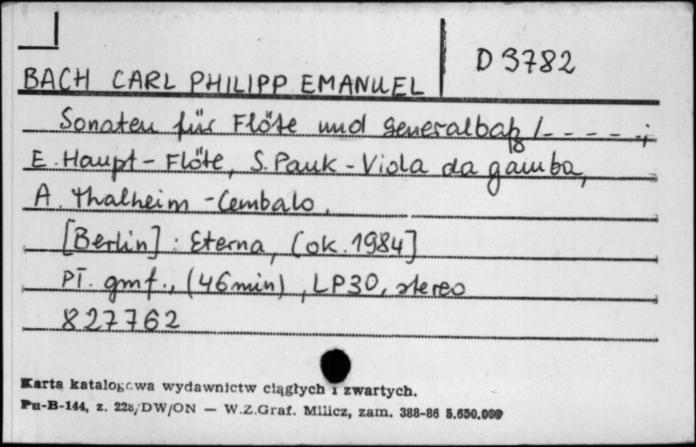 D 3782
BACH CARL PHILIPP EMANUEL
Sonaten für Flöte und Generalbaß / - - - - - ;
E. Haupt - Flöte, S. Pauk - Viola da gamba,
A. Thalheim - Cembalo.
[Berlin] : Eterna, [ok. 1984]
Pł. gmf., (46 min), LP30, stereo
827762
Karta katalogowa wydawnictw ciągłych i zwartych.
Pu-B-144, z. 228/DW/ON — W.Z.Graf. Milicz, zam. 388-86 5.650.000